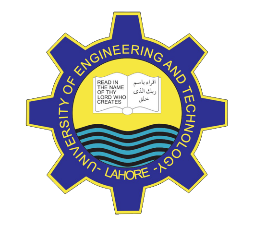 UNIVERSITY OF ENGINEERING AND TECHNOLOGY
READ IN
THE NAME
OF THY
LORD WHO
CREATES
اقراء باسم
ربك الذى
خلق
-LAHORE-